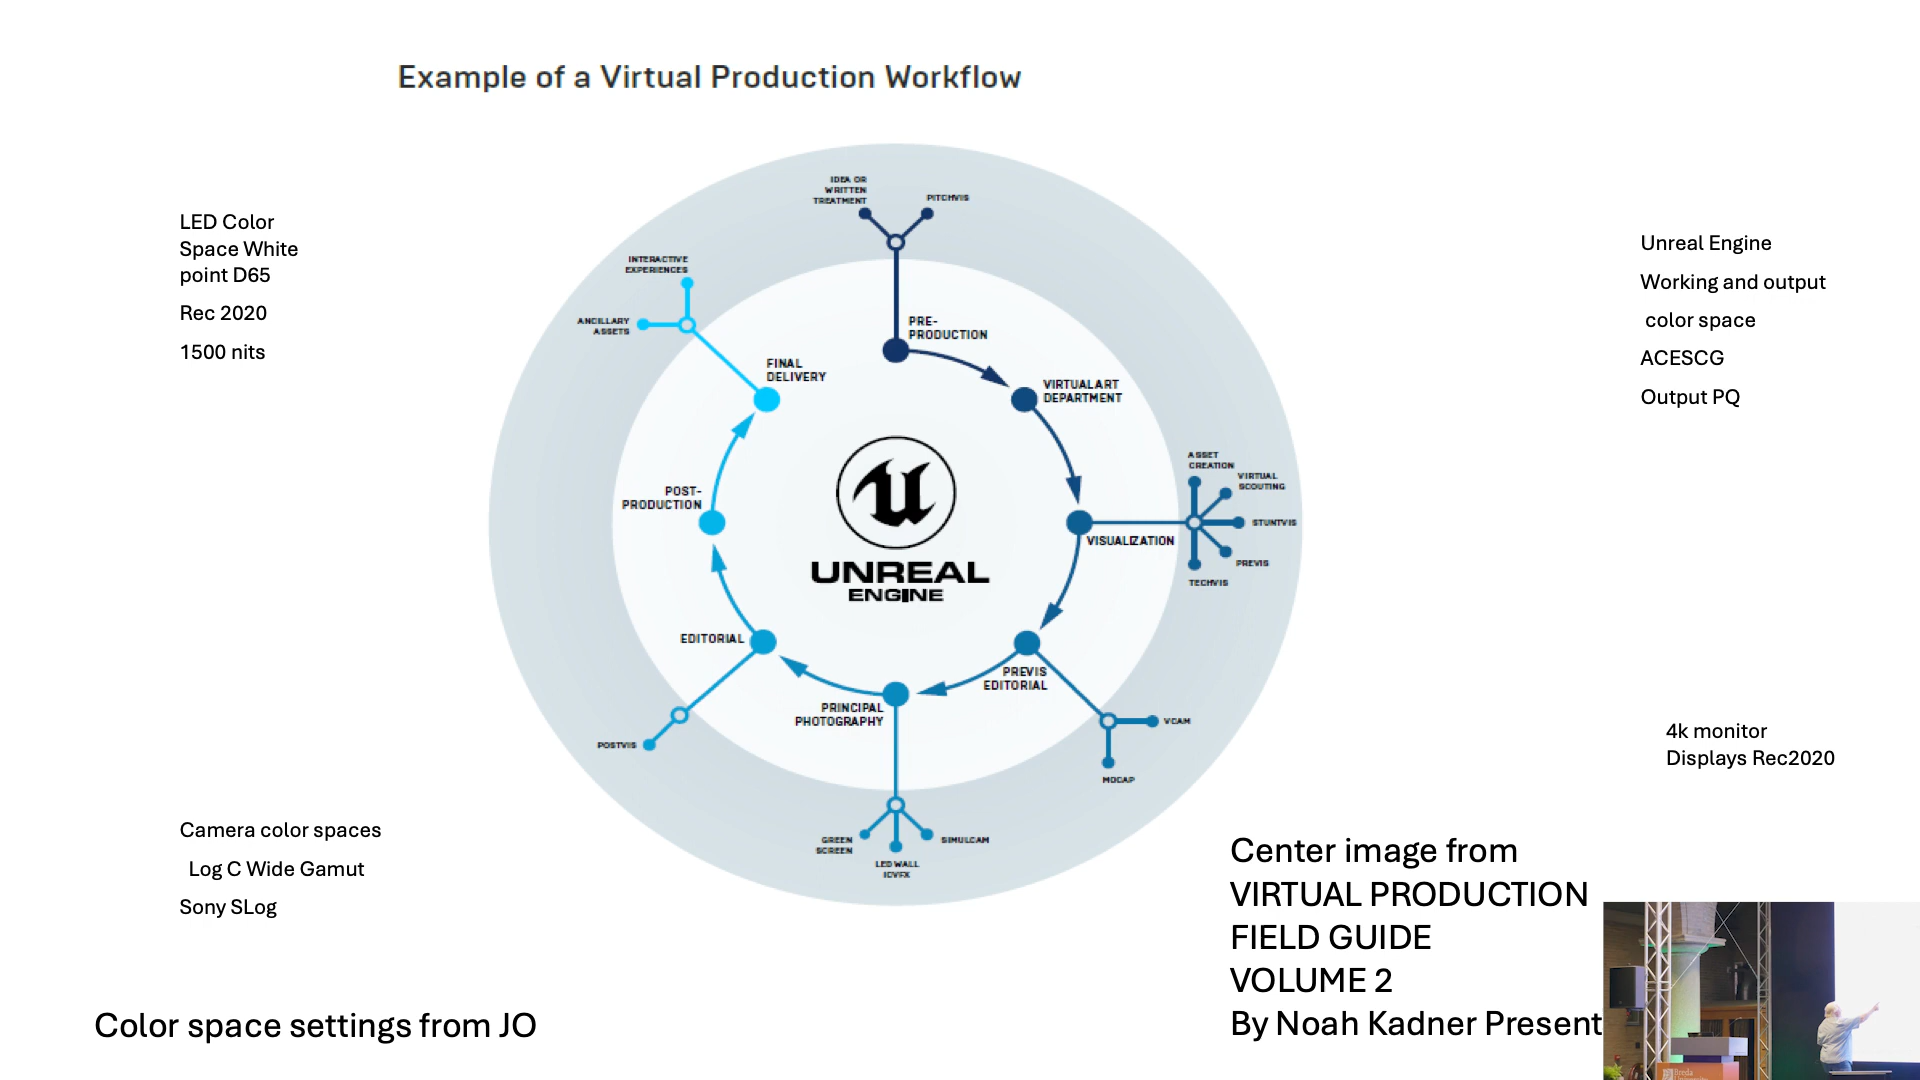 Example of a Virtual Production Workflow
LED Color
Space White
point D65
Rec 2020
1500 nits
Unreal Engine
Working and output
color space
ACESCG
Output PQ
IDEA OR
WRITTEN
TREATMENT
PITCHVIS
INTERACTIVE
EXPERIENCES
ANCILLARY
ASSETS
PRE-
PRODUCTION
FINAL
DELIVERY
VIRTUAL ART
DEPARTMENT
ASSET
CREATION
VIRTUAL
SCOUTING
STUNTVIS
PREVIS
TECHVIS
VISUALIZATION
POST-
PRODUCTION
UNREAL
ENGINE
EDITORIAL
PREVIS
EDITORIAL
PRINCIPAL
PHOTOGRAPHY
POSTVIS
VCAM
MOCAP
GREEN
SCREEN
SIMULCAM
LED WALL
ICVFX
4k monitor
Displays Rec2020
Camera color spaces
Log C Wide Gamut
Sony SLog
Center image from
VIRTUAL PRODUCTION
FIELD GUIDE
VOLUME 2
By Noah Kadner Present
Color space settings from JO
Breda